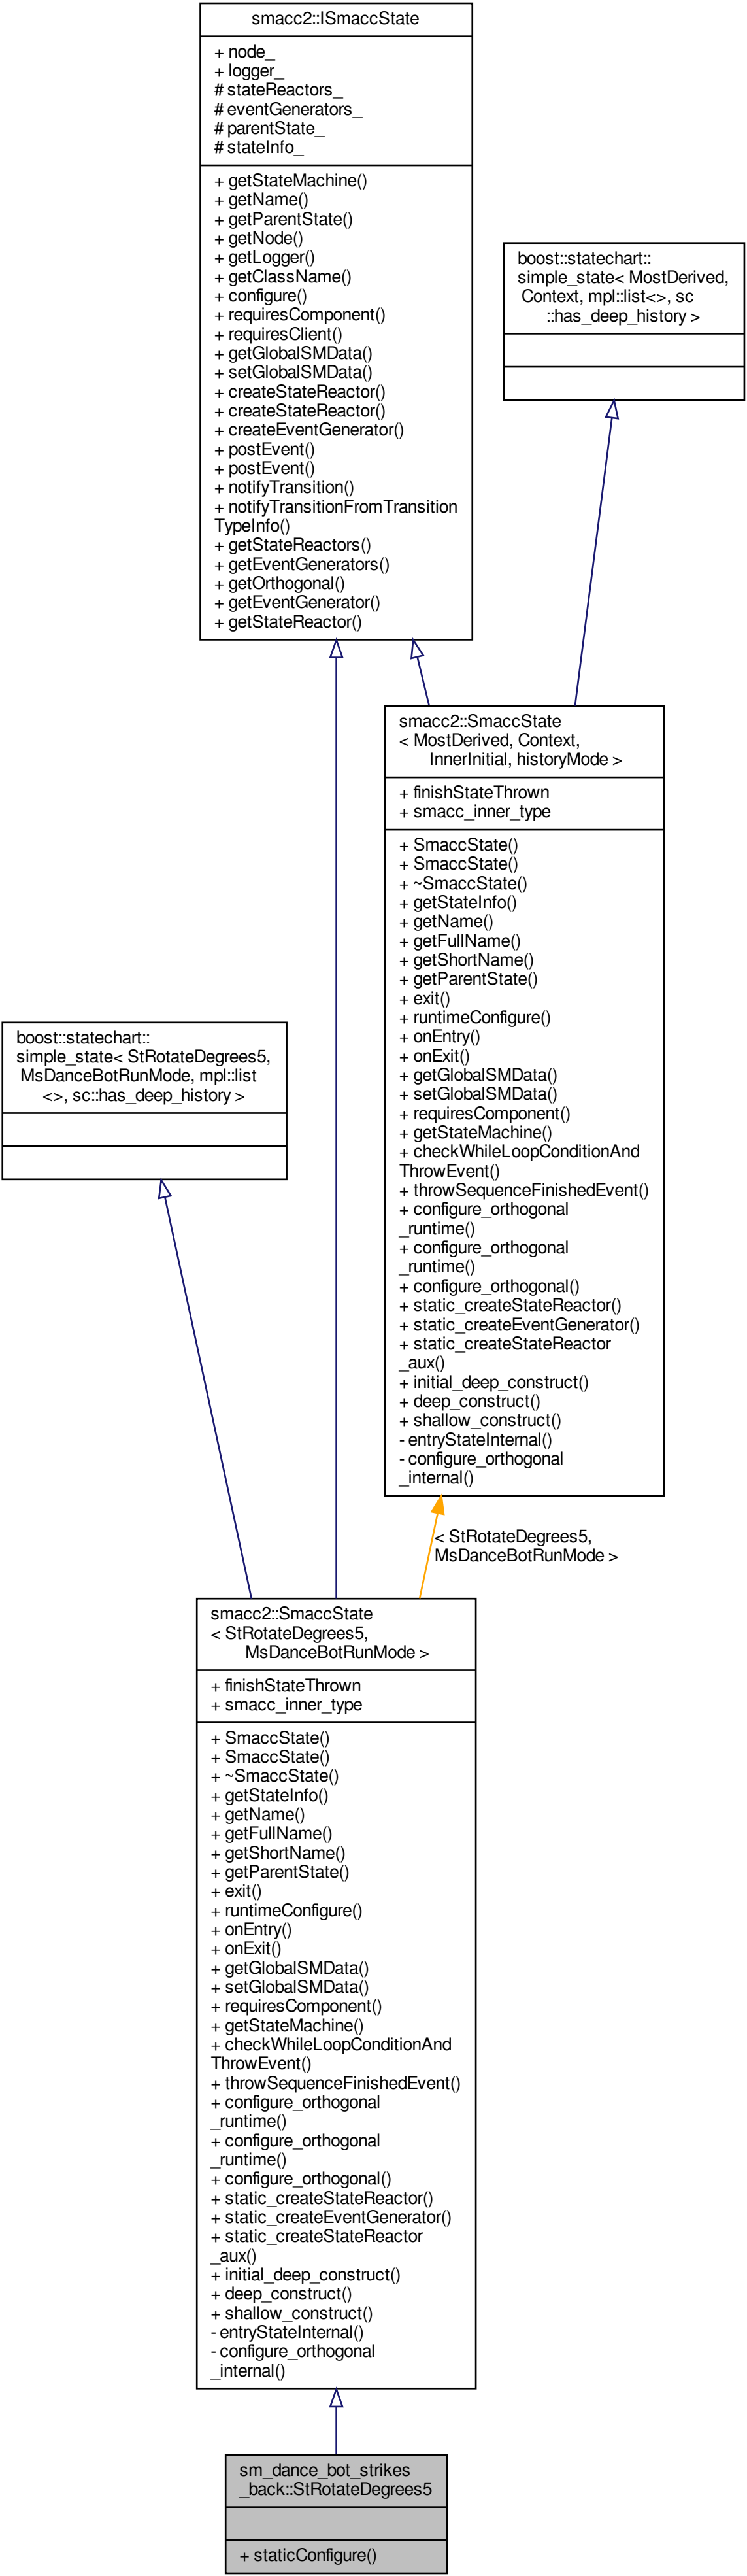 smacc2::ISmaccState
+ node_
+ logger_
# stateReactors_
# eventGenerators_
# parentState_
# stateInfo_
+ getStateMachine()
+ getName()
+ getParentState()
+ getNode()
+ getLogger()
+ getClassName()
+ configure()
+ requiresComponent()
+ requiresClient()
+ getGlobalSMData()
+ setGlobalSMData()
+ createStateReactor()
+ createStateReactor()
+ createEventGenerator()
+ postEvent()
+ postEvent()
+ notifyTransition()
+ notifyTransitionFromTransition
TypeInfo()
+ getStateReactors()
+ getEventGenerators()
+ getOrthogonal()
+ getEventGenerator()
+ getStateReactor()
boost::statechart::
simple_state< MostDerived,
Context, mpl::list<>, sc
::has_deep_history >
smacc2::SmaccState
< MostDerived, Context,
InnerInitial, historyMode >
+ finishStateThrown
+ smacc_inner_type
+ SmaccState()
+ SmaccState()
+ ~SmaccState()
+ getStateInfo()
+ getName()
+ getFullName()
+ getShortName()
+ getParentState()
+ exit()
+ runtimeConfigure()
+ onEntry()
+ onExit()
+ getGlobalSMData()
+ setGlobalSMData()
+ requiresComponent()
+ getStateMachine()
+ checkWhileLoopConditionAnd
ThrowEvent()
+ throwSequenceFinishedEvent()
+ configure_orthogonal
_runtime()
+ configure_orthogonal
_runtime()
+ configure_orthogonal()
+ static_createStateReactor()
+ static_createEventGenerator()
+ static_createStateReactor
_aux()
+ initial_deep_construct()
+ deep_construct()
+ shallow_construct()
- entryStateInternal()
- configure_orthogonal
_internal()
boost::statechart::
simple_state< StRotateDegrees5,
MsDanceBotRunMode, mpl::list
<>, sc::has_deep_history >
< StRotateDegrees5,
MsDanceBotRunMode >
smacc2::SmaccState
< StRotateDegrees5,
MsDanceBotRunMode >
+ finishStateThrown
+ smacc_inner_type
+ SmaccState()
+ SmaccState()
+ ~SmaccState()
+ getStateInfo()
+ getName()
+ getFullName()
+ getShortName()
+ getParentState()
+ exit()
+ runtimeConfigure()
+ onEntry()
+ onExit()
+ getGlobalSMData()
+ setGlobalSMData()
+ requiresComponent()
+ getStateMachine()
+ checkWhileLoopConditionAnd
ThrowEvent()
+ throwSequenceFinishedEvent()
+ configure_orthogonal
_runtime()
+ configure_orthogonal
_runtime()
+ configure_orthogonal()
+ static_createStateReactor()
+ static_createEventGenerator()
+ static_createStateReactor
_aux()
+ initial_deep_construct()
+ deep_construct()
+ shallow_construct()
- entryStateInternal()
- configure_orthogonal
_internal()
sm_dance_bot_strikes
_back::StRotateDegrees5
+ staticConfigure()